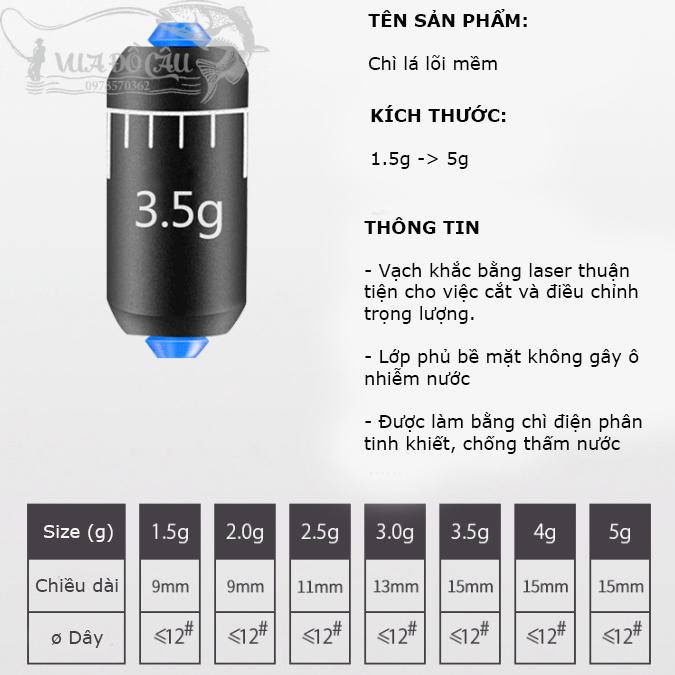 VUA ĐỒ CÂU
0978570362
3.5g
TÊN SẢN PHẨM:
Chì lá lõi mềm
KÍCH THƯỚC:
1.5g -> 5g
THÔNG TIN
- Vạch khắc bằng laser thuận
tiện cho việc cắt và điều chỉnh
trọng lượng.
- Lớp phủ bề mặt không gây ô
nhiễm nước
- Được làm bằng chì điện phân
tinh khiết, chống thấm nước
Size (g) 1.5g 2.0g 2.5g 3.0g 3.5g 4g 5g
Chiều dài 9mm 9mm 11mm 13mm 15mm 15mm 15mm
ø Dây ⩽12# ⩽12# ⩽12# ⩽12# ⩽12# ⩽12# ⩽12#